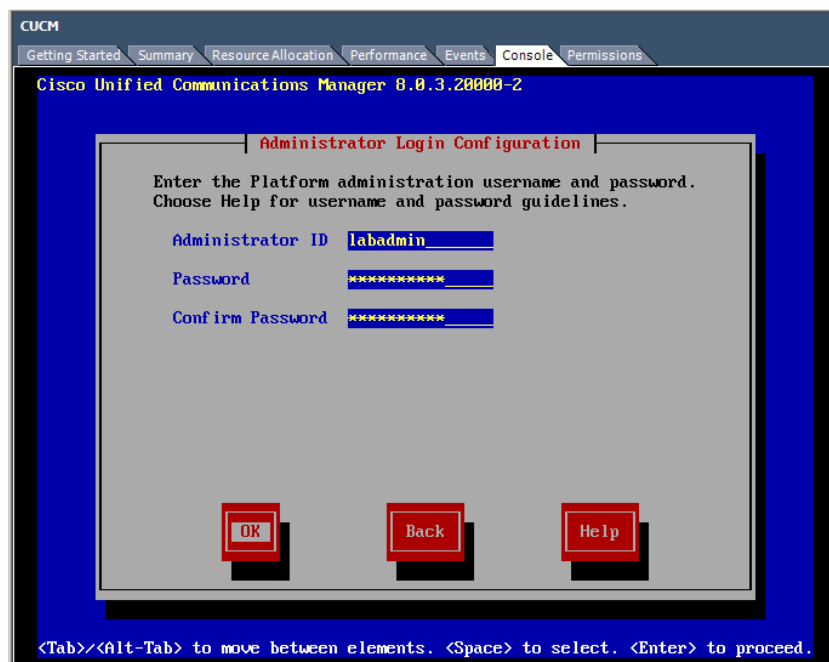 CUCM
Getting Started Summary Resource Allocation Performance Events Console Permissions
Cisco Unified Communications Manager 8.0.3.20000-2
Administrator Login Configuration
Enter the Platform administration username and password.
Choose Help for username and password guidelines.
Administrator ID labadmin______
Password **********_____
Confirm Password **********_____
OK Back Help
<Tab>/<Alt-Tab> to move between elements. <Space> to select. <Enter> to proceed.